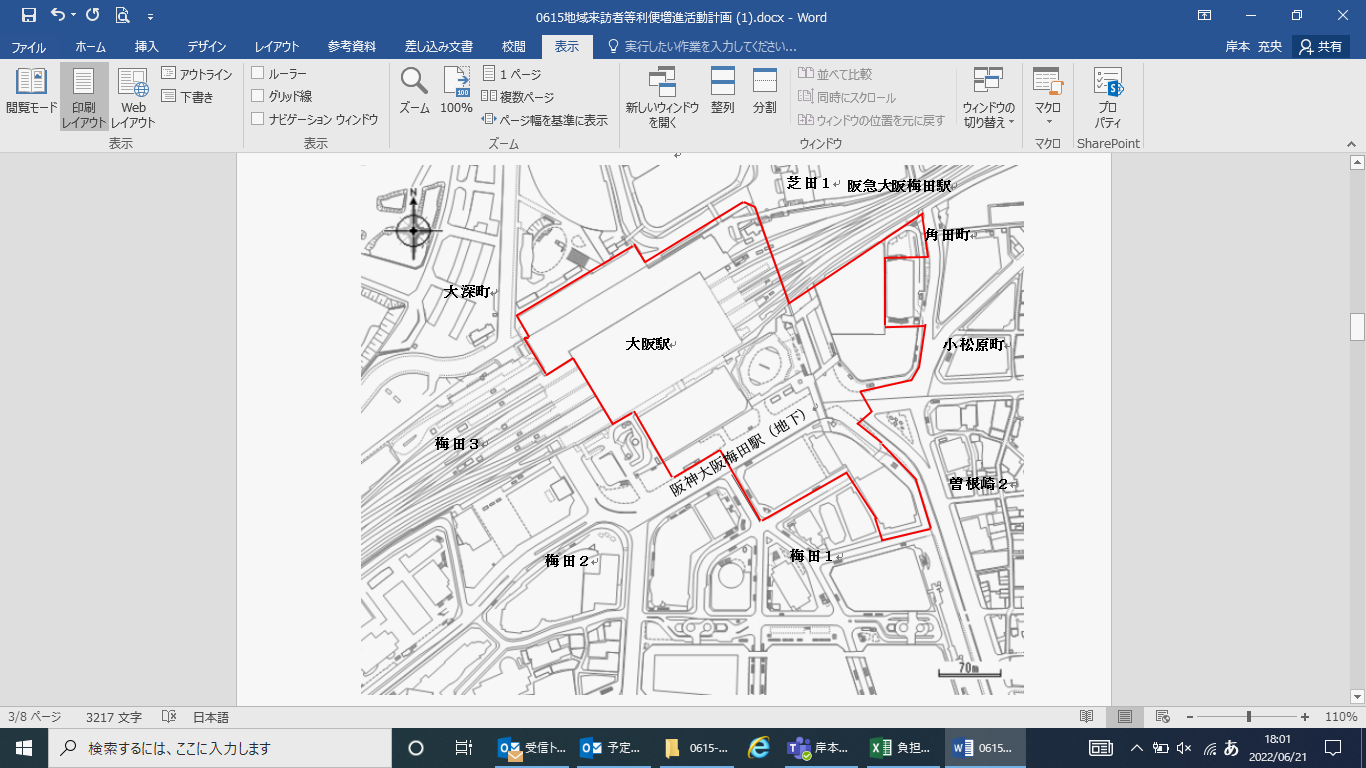 0615地域来訪者等利便増進活動計画 (1).docx - Word
ファイル ホーム 挿入 デザイン レイアウト 参考資料 差し込み文書 校閲 表示 実行したい作業を入力してください... 岸本 充央 共有
閲覧モード
印刷
レイアウト
Web
レイアウト
アウトライン
下書き
表示
ルーラー
グリッド線
ナビゲーション ウィンドウ
表示
ズーム
100%
1 ページ
複数ページ
ページ幅を基準に表示
ズーム
新しいウィンドウ
を開く
整列
分割
並べて比較
同時にスクロール
ウィンドウの位置を元に戻す
ウィンドウ
ウィンドウの
切り替え
マクロ
マクロ
プロ
パティ
SharePoint
芝田1
阪急大阪梅田駅
N
角田町
大深町
大阪駅
小松原町
阪神大阪梅田駅（地下）
梅田3
曽根崎2
梅田2
梅田1
70m
3/8 ページ 3217 文字 日本語 110%
検索するには、ここに入力します
受信ト...
予定...
0615-...
岸本...
負担...
0615...
あ
18:01
2022/06/21